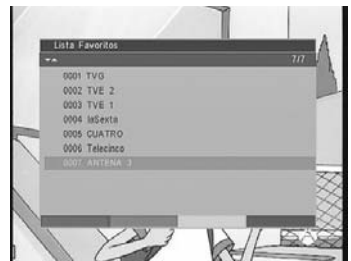 Lista Favoritos
7/7
0001 TVG
0002 TVE 2
0003 TVE 1
0004 laSexta
0005 CUATRO
0006 Telecinco
0007 ANTENA 3